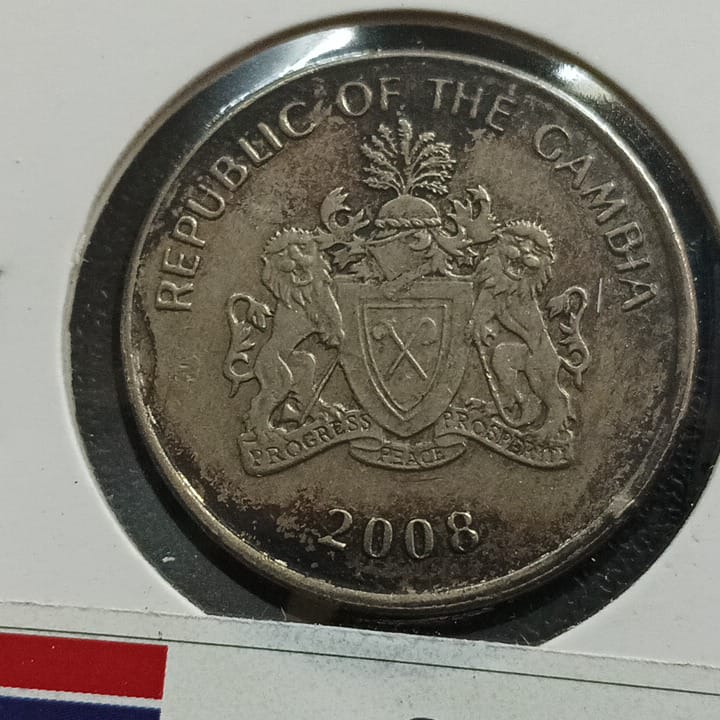 REPUBLIC OF THE GAMBIA
PROGRESS PEACE PROSPERITY
2008